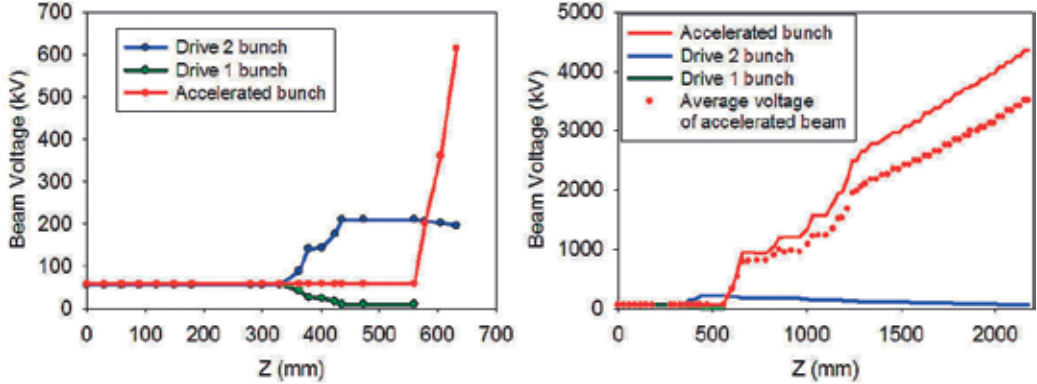 700
600
500
400
300
200
100
0
Beam Voltage (kV)
Drive 2 bunch
Drive 1 bunch
Accelerated bunch
0 100 200 300 400 500 600 700
Z (mm)
5000
4000
3000
2000
1000
0
Beam Voltage (kV)
Accelerated bunch
Drive 2 bunch
Drive 1 bunch
Average voltage
of accelerated beam
0 500 1000 1500 2000
Z (mm)